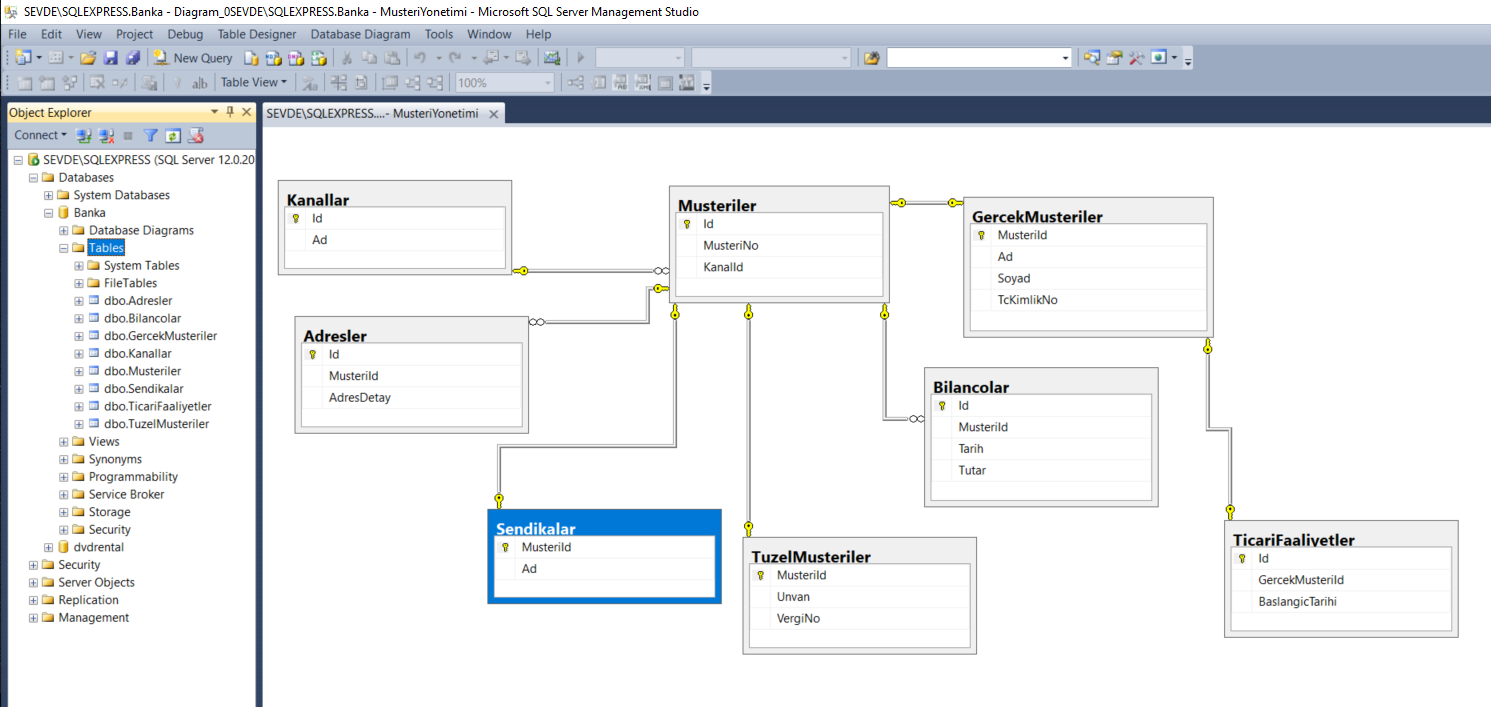 SEVDE\SQLEXPRESS.Banka - Diagram_0SEVDE\SQLEXPRESS.Banka - MusteriYonetimi - Microsoft SQL Server Management Studio
File Edit View Project Debug Table Designer Database Diagram Tools Window Help
New Query
Table View 100%
Object Explorer
Connect
SEVDE\SQLEXPRESS (SQL Server 12.0.20
Databases
System Databases
Banka
Database Diagrams
Tables
System Tables
FileTables
dbo.Adresler
dbo.Bilancolar
dbo.GercekMusteriler
dbo.Kanallar
dbo.Musteriler
dbo.Sendikalar
dbo.TicariFaaliyetler
dbo.TuzelMusteriler
Views
Synonyms
Programmability
Service Broker
Storage
Security
dvdrental
Security
Server Objects
Replication
Management
SEVDE\SQLEXPRESS....- MusteriYonetimi
Kanallar
Id
Ad
Musteriler
Id
MusteriNo
KanalId
GercekMusteriler
MusteriId
Ad
Soyad
TcKimlikNo
Adresler
Id
MusteriId
AdresDetay
Bilancolar
Id
MusteriId
Tarih
Tutar
Sendikalar
MusteriId
Ad
TuzelMusteriler
MusteriId
Unvan
VergiNo
TicariFaaliyetler
Id
GercekMusteriId
BaslangicTarihi